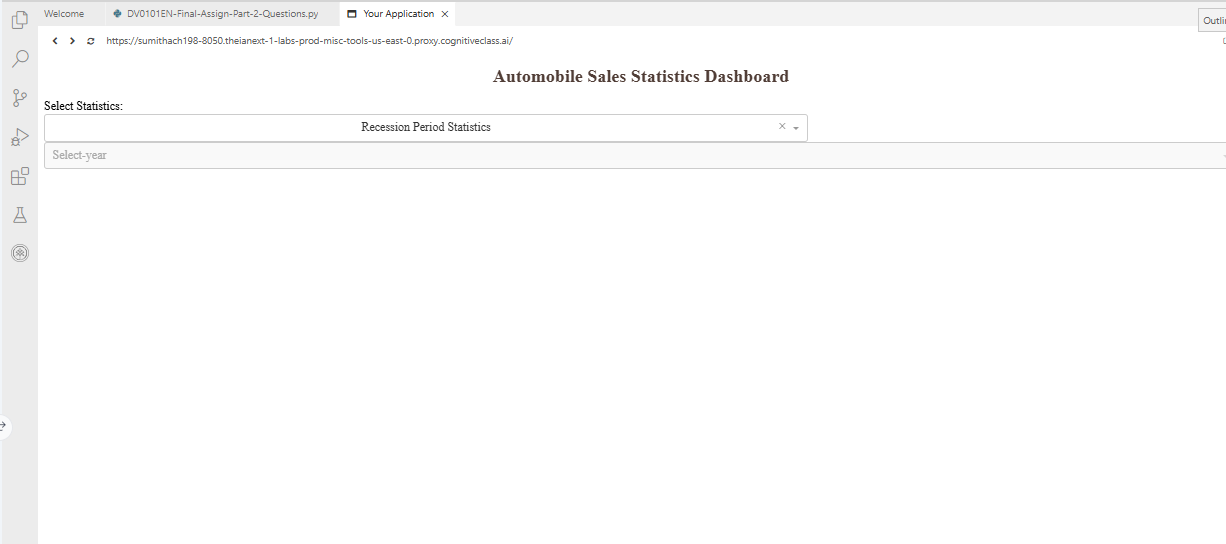 Welcome DV0101EN-Final-Assign-Part-2-Questions.py Your Application
Outli
https://sumithach198-8050.theianext-1-labs-prod-misc-tools-us-east-0.proxy.cognitiveclass.ai/
Automobile Sales Statistics Dashboard
Select Statistics:
Recession Period Statistics
Select-year